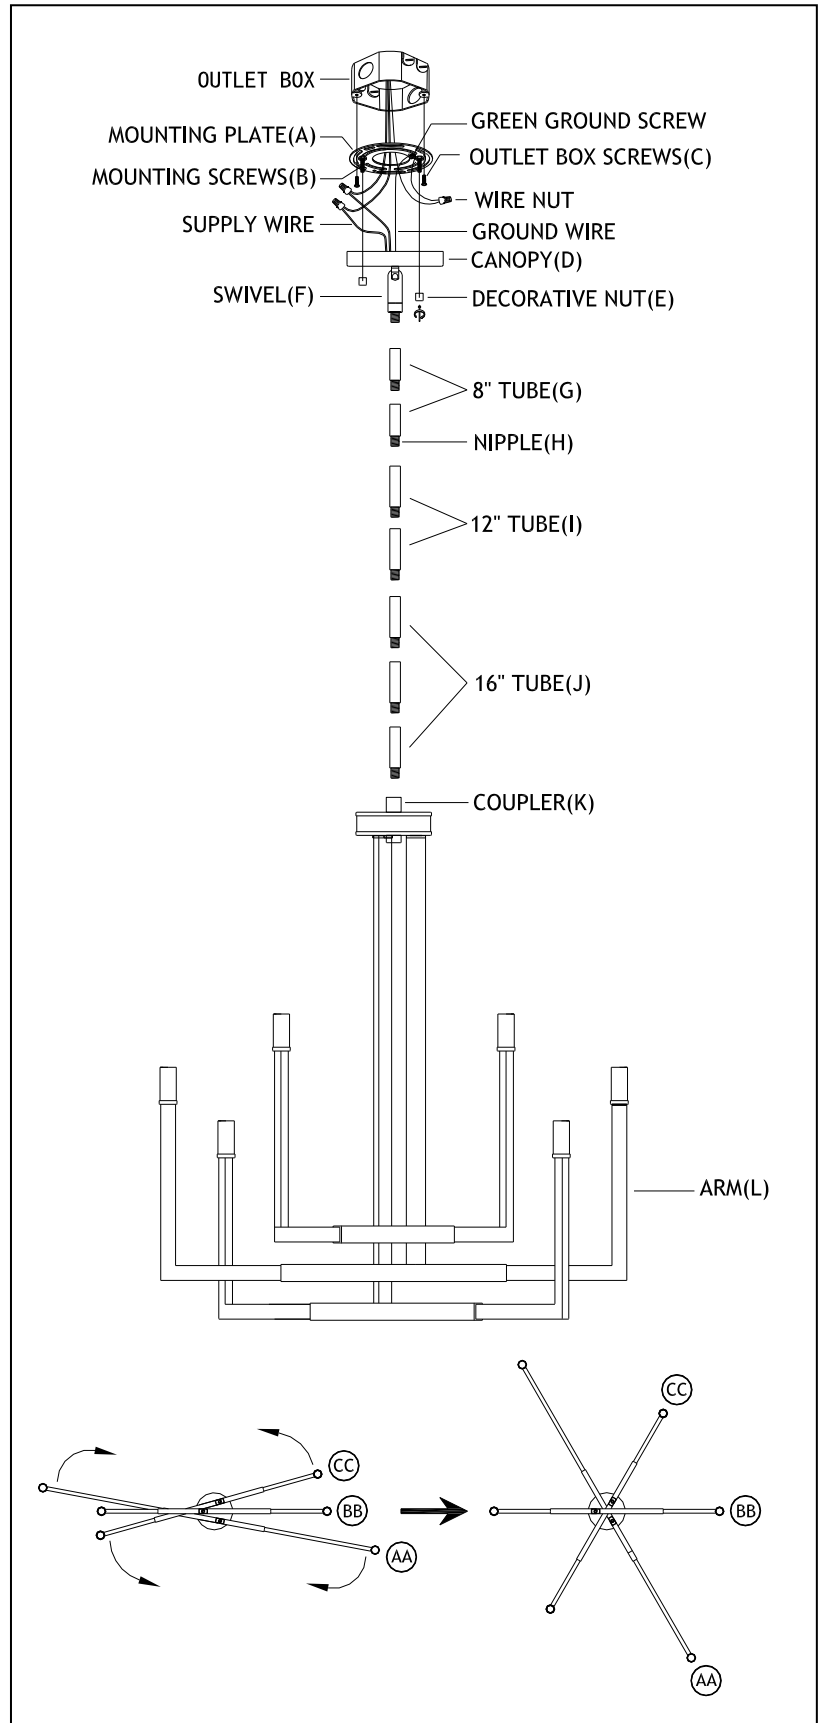 OUTLET BOX
GREEN GROUND SCREW
MOUNTING PLATE(A)
OUTLET BOX SCREWS(C)
MOUNTING SCREWS(B)
WIRE NUT
SUPPLY WIRE
GROUND WIRE
CANOPY(D)
SWIVEL(F)
DECORATIVE NUT(E)
8" TUBE(G)
NIPPLE(H)
12" TUBE(I)
16" TUBE(J)
COUPLER(K)
ARM(L)
CC
BB
AA
CC
BB
AA